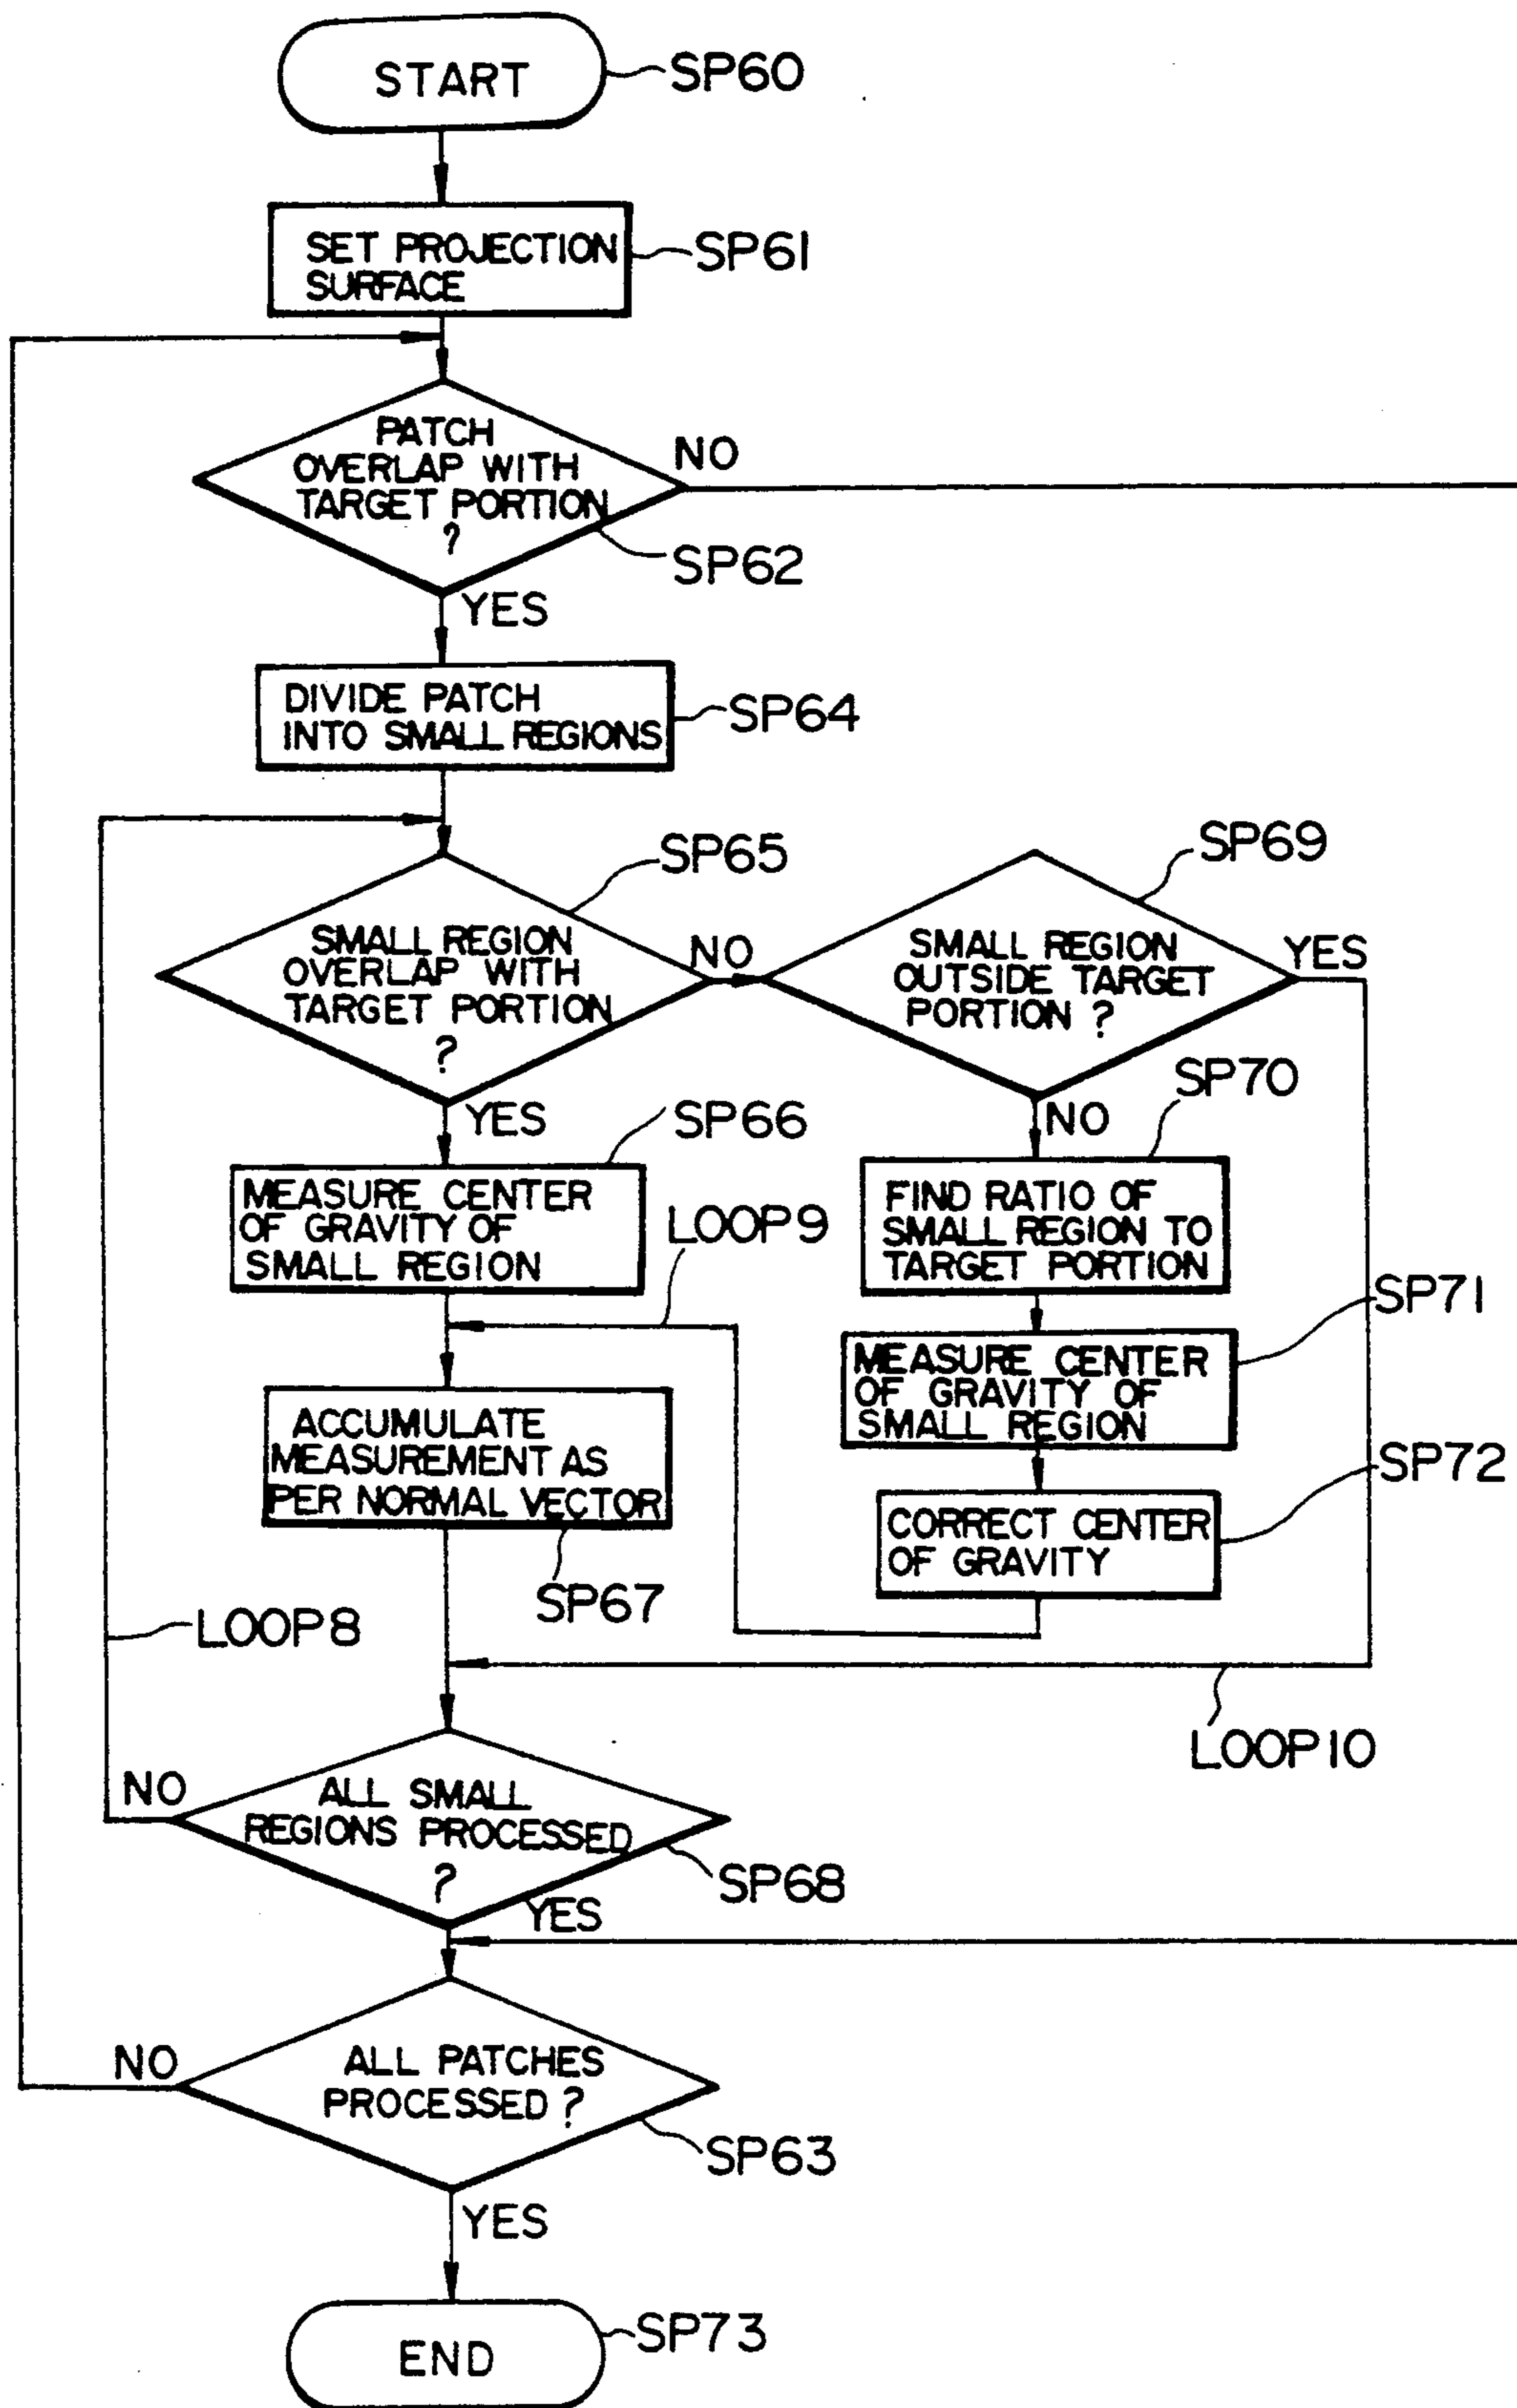 START
SP60
SET PROJECTION
SURFACE
SP61
PATCH
OVERLAP WITH
TARGET PORTION
?
NO
SP62
YES
DIVIDE PATCH
INTO SMALL REGIONS
SP64
SP65
SMALL REGION
OVERLAP WITH
TARGET PORTION
?
NO
YES
SP69
SMALL REGION
OUTSIDE TARGET
PORTION ?
YES
NO
SP66
MEASURE CENTER
OF GRAVITY OF
SMALL REGION
SP70
FIND RATIO OF
SMALL REGION TO
TARGET PORTION
LOOP9
SP71
MEASURE CENTER
OF GRAVITY OF
SMALL REGION
ACCUMULATE
MEASUREMENT AS
PER NORMAL VECTOR
SP67
SP72
CORRECT CENTER
OF GRAVITY
LOOP8
LOOP10
NO
ALL SMALL
REGIONS PROCESSED
?
SP68
YES
NO
ALL PATCHES
PROCESSED ?
SP63
YES
END
SP73